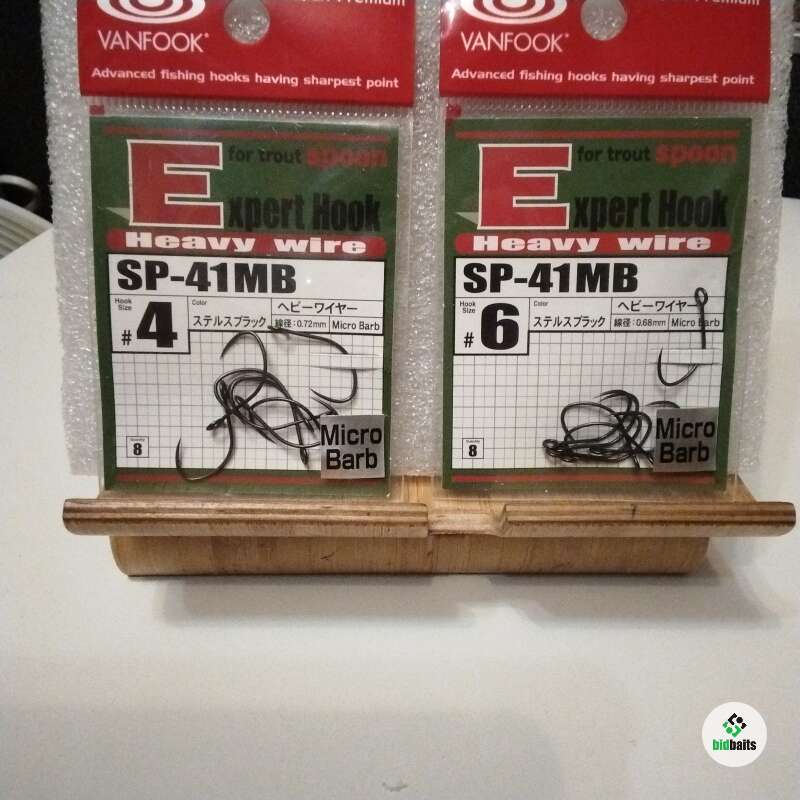 VANFOOK
Advanced fishing hooks having sharpest point
for trout spoon
Expert Hook
Heavy wire
SP-41MB
Hook Size
#4
Color
ステルスブラック
ヘビーワイヤー
線径:0.72mm
Micro Barb
Quantity
8
Micro
Barb
Premium
VANFOOK
Advanced fishing hooks having sharpest point
for trout spoon
Expert Hook
Heavy wire
SP-41MB
Hook Size
#6
Color
ステルスブラック
ヘビーワイヤー
線径:0.68mm
Micro Barb
Quantity
8
Micro
Barb
bidbaits